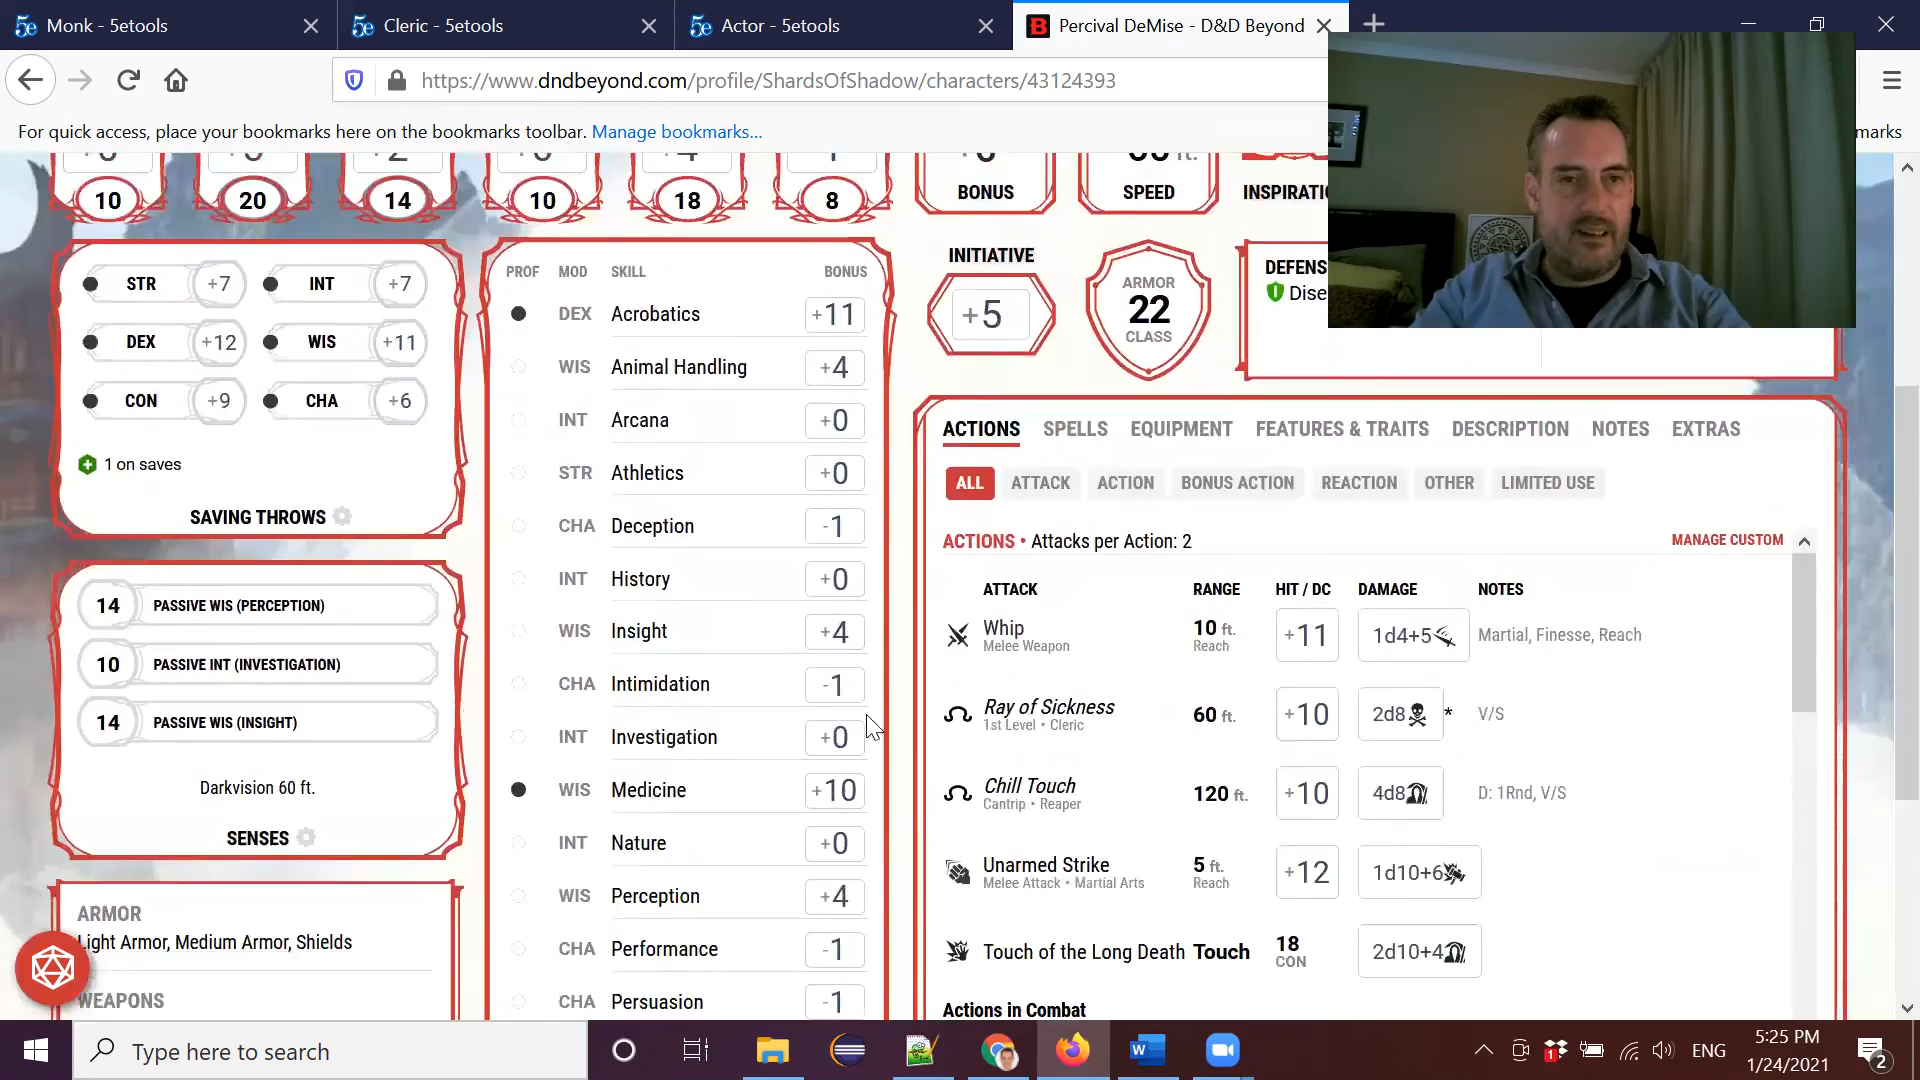 Monk - 5etools
Cleric - 5etools
Actor - 5etools
Percival DeMise - D&D Beyond
https://www.dndbeyond.com/profile/ShardsOfShadow/characters/43124393
For quick access, place your bookmarks here on the bookmarks toolbar. Manage bookmarks...
marks
10 20 14 10 18 8
BONUS
ft.
SPEED
INSPIRATI
STR +7 INT +7
DEX +12 WIS +11
CON +9 CHA +6
1 on saves
SAVING THROWS
14 PASSIVE WIS (PERCEPTION)
10 PASSIVE INT (INVESTIGATION)
14 PASSIVE WIS (INSIGHT)
Darkvision 60 ft.
SENSES
ARMOR
Light Armor, Medium Armor, Shields
WEAPONS
PROF MOD SKILL BONUS
DEX Acrobatics +11
WIS Animal Handling +4
INT Arcana +0
STR Athletics +0
CHA Deception -1
INT History +0
WIS Insight +4
CHA Intimidation -1
INT Investigation +0
WIS Medicine +10
INT Nature +0
WIS Perception +4
CHA Performance -1
CHA Persuasion -1
INITIATIVE
+5
ARMOR
22
CLASS
DEFENS
Dise
ACTIONS SPELLS EQUIPMENT FEATURES & TRAITS DESCRIPTION NOTES EXTRAS
ALL ATTACK ACTION BONUS ACTION REACTION OTHER LIMITED USE
ACTIONS • Attacks per Action: 2
MANAGE CUSTOM
ATTACK RANGE HIT / DC DAMAGE NOTES
Whip 10 ft. +11 1d4+5 Martial, Finesse, Reach
Melee Weapon Reach
Ray of Sickness 60 ft. +10 2d8 * V/S
1st Level • Cleric
Chill Touch 120 ft. +10 4d8 D: 1Rnd, V/S
Cantrip • Reaper
Unarmed Strike 5 ft. +12 1d10+6
Melee Attack • Martial Arts Reach
Touch of the Long Death Touch 18 2d10+4
CON
Actions in Combat
Type here to search
ENG
5:25 PM
1/24/2021
2